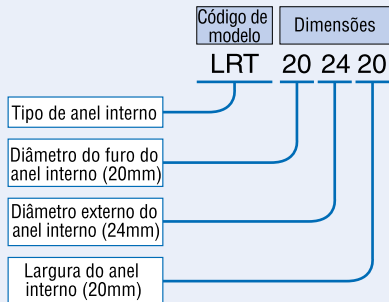 Código de
modelo
Dimensões
LRT 20 24 20
Tipo de anel interno
Diâmetro do furo do
anel interno (20mm)
Diâmetro externo do
anel interno (24mm)
Largura do anel
interno (20mm)